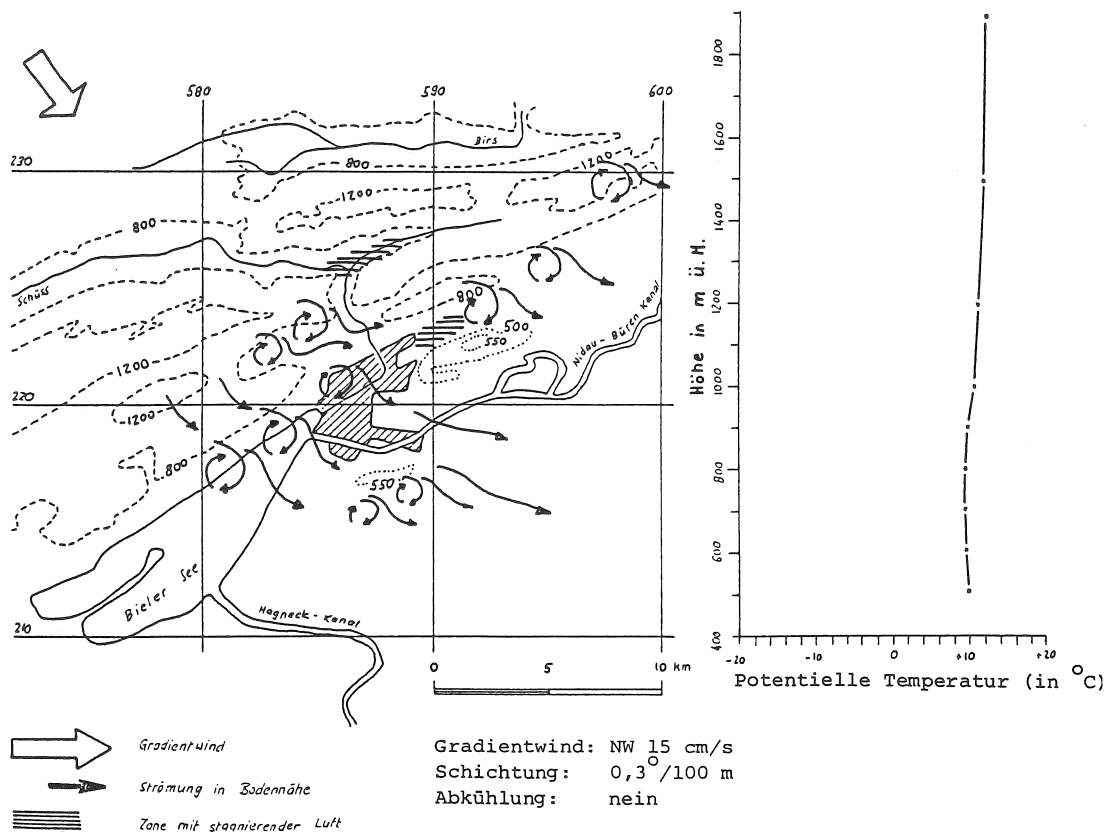 580 590 600
230
Birs
800
1200
1200
800
Schüss
800
500
550
Nidau - Büren Kanal
1200
220
1200
800
550
Bieler See
Hagneck - Kanal
210
0 5 10 km
Gradientwind
Strömung in Bodennähe
Zone mit stagnierender Luft
Gradientwind: NW 15 cm/s
Schichtung: 0,3°/100 m
Abkühlung: nein
Höhe in m ü. M.
1800
1600
1400
1200
1000
800
600
400
-20 -10 0 +10 +20
Potentielle Temperatur (in °C)